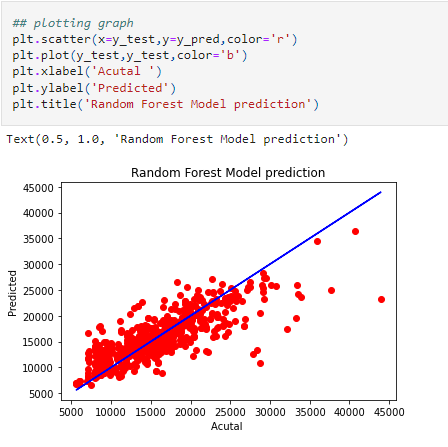 ## plotting graph
plt.scatter(x=y_test,y=y_pred,color='r')
plt.plot(y_test,y_test,color='b')
plt.xlabel('Acutal ')
plt.ylabel('Predicted')
plt.title('Random Forest Model prediction')
Text(0.5, 1.0, 'Random Forest Model prediction')
Random Forest Model prediction
45000
40000
35000
30000
25000
20000
15000
10000
5000
Predicted
5000 10000 15000 20000 25000 30000 35000 40000 45000
Acutal